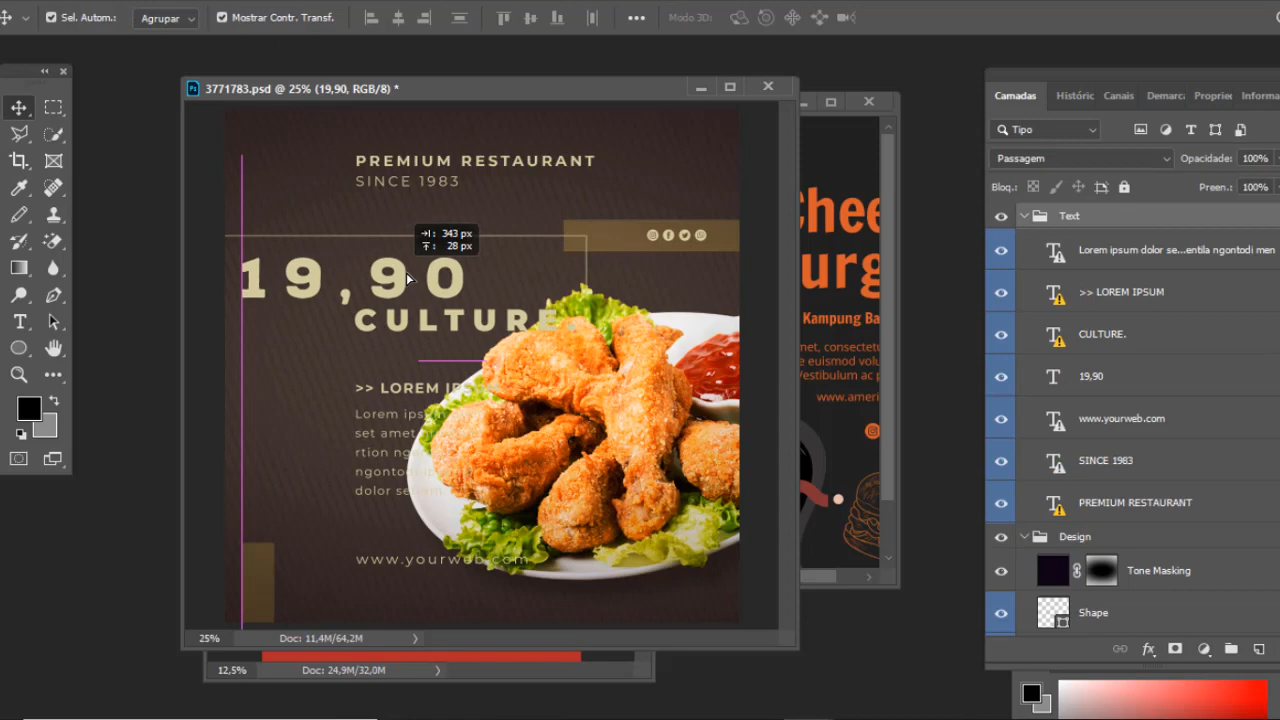 Sel. Autom.:
Agrupar
Mostrar Contr. Transf.
Modo 3D:
3771783.psd @ 25% (19,90, RGB/8) *
PREMIUM RESTAURANT
SINCE 1983
343 px
28 px
19,90
CULTURE.
>> LOREM IPSUM
Lorem ips
set amet
rtion ng
ngonto
dolor se
www.yourweb.com
25%
Doc: 11,4M/64,2M
12,5%
Doc: 24,9M/32,0M
Chee
urg
Kampung Ba
met, consectetu
e euismod volu
Vestibulum ac p
www.ameri
Camadas
Históric
Canais
Demarc
Proprie
Informa
Tipo
Passagem
Opacidade:
100%
Bloq.:
Preen.:
100%
Text
Lorem ipsum dolor se...entila ngontodi men
>> LOREM IPSUM
CULTURE.
19,90
www.yourweb.com
SINCE 1983
PREMIUM RESTAURANT
Design
Tone Masking
Shape
fx